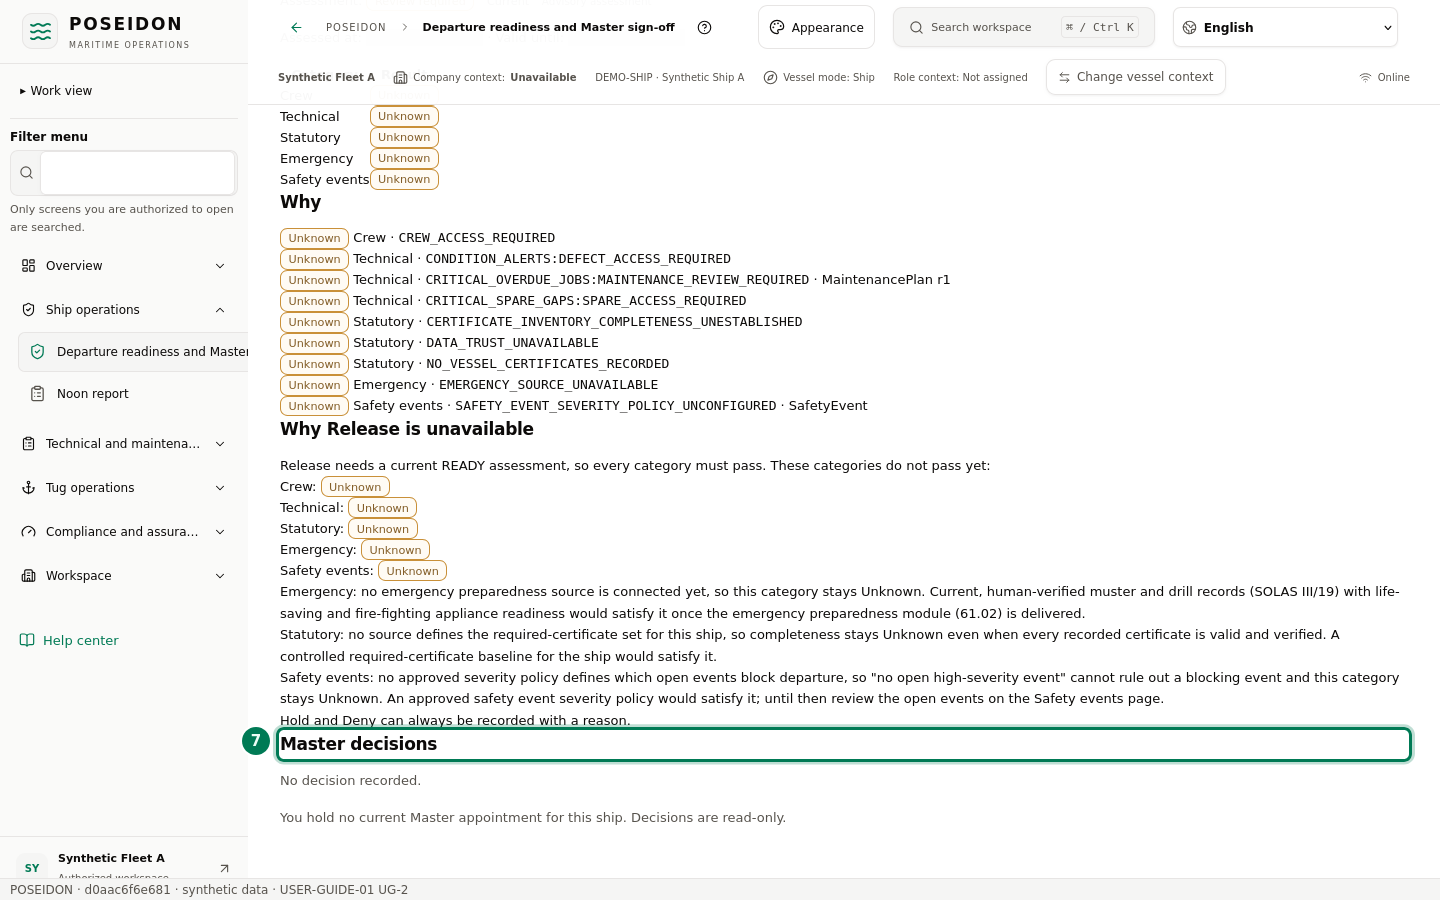 POSEIDON
MARITIME OPERATIONS
Work view
Filter menu
Only screens you are authorized to open
are searched.
Overview
Ship operations
Departure readiness and Master
Noon report
Technical and maintena...
Tug operations
Compliance and assura...
Workspace
Help center
SY
Synthetic Fleet A
POSEIDON
Departure readiness and Master sign-off
Appearance
Search workspace
⌘ / Ctrl K
English
Synthetic Fleet A
Company context: Unavailable
DEMO-SHIP · Synthetic Ship A
Vessel mode: Ship
Role context: Not assigned
Change vessel context
Online
Technical Unknown
Statutory Unknown
Emergency Unknown
Safety events Unknown
Why
Unknown Crew · CREW_ACCESS_REQUIRED
Unknown Technical · CONDITION_ALERTS:DEFECT_ACCESS_REQUIRED
Unknown Technical · CRITICAL_OVERDUE_JOBS:MAINTENANCE_REVIEW_REQUIRED · MaintenancePlan r1
Unknown Technical · CRITICAL_SPARE_GAPS:SPARE_ACCESS_REQUIRED
Unknown Statutory · CERTIFICATE_INVENTORY_COMPLETENESS_UNESTABLISHED
Unknown Statutory · DATA_TRUST_UNAVAILABLE
Unknown Statutory · NO_VESSEL_CERTIFICATES_RECORDED
Unknown Emergency · EMERGENCY_SOURCE_UNAVAILABLE
Unknown Safety events · SAFETY_EVENT_SEVERITY_POLICY_UNCONFIGURED · SafetyEvent
Why Release is unavailable
Release needs a current READY assessment, so every category must pass. These categories do not pass yet:
Crew: Unknown
Technical: Unknown
Statutory: Unknown
Emergency: Unknown
Safety events: Unknown
Emergency: no emergency preparedness source is connected yet, so this category stays Unknown. Current, human-verified muster and drill records (SOLAS III/19) with life-
saving and fire-fighting appliance readiness would satisfy it once the emergency preparedness module (61.02) is delivered.
Statutory: no source defines the required-certificate set for this ship, so completeness stays Unknown even when every recorded certificate is valid and verified. A
controlled required-certificate baseline for the ship would satisfy it.
Safety events: no approved severity policy defines which open events block departure, so "no open high-severity event" cannot rule out a blocking event and this category
stays Unknown. An approved safety event severity policy would satisfy it; until then review the open events on the Safety events page.
Hold and Deny can always be recorded with a reason.
7
Master decisions
No decision recorded.
You hold no current Master appointment for this ship. Decisions are read-only.
POSEIDON · d0aac6f6e681 · synthetic data · USER-GUIDE-01 UG-2